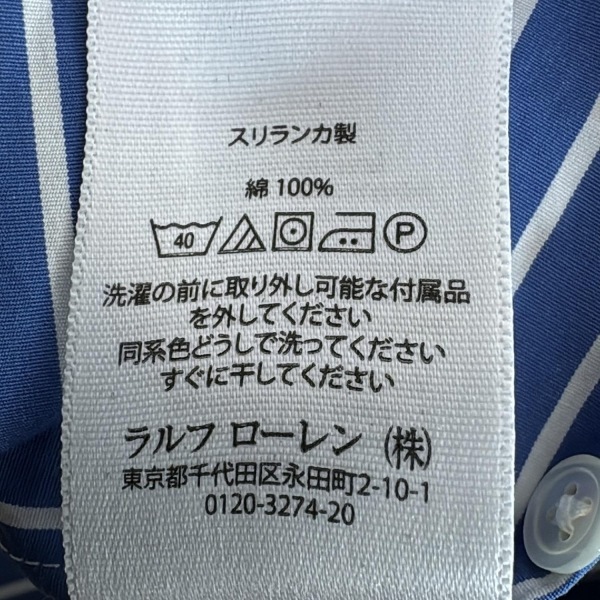 スリランカ製
綿 100%
40 P
洗濯の前に取り外し可能な付属品
を外してください
同系色どうしで洗ってください
すぐに干してください
ラルフ ローレン (株)
東京都千代田区永田町2-10-1
0120-3274-20